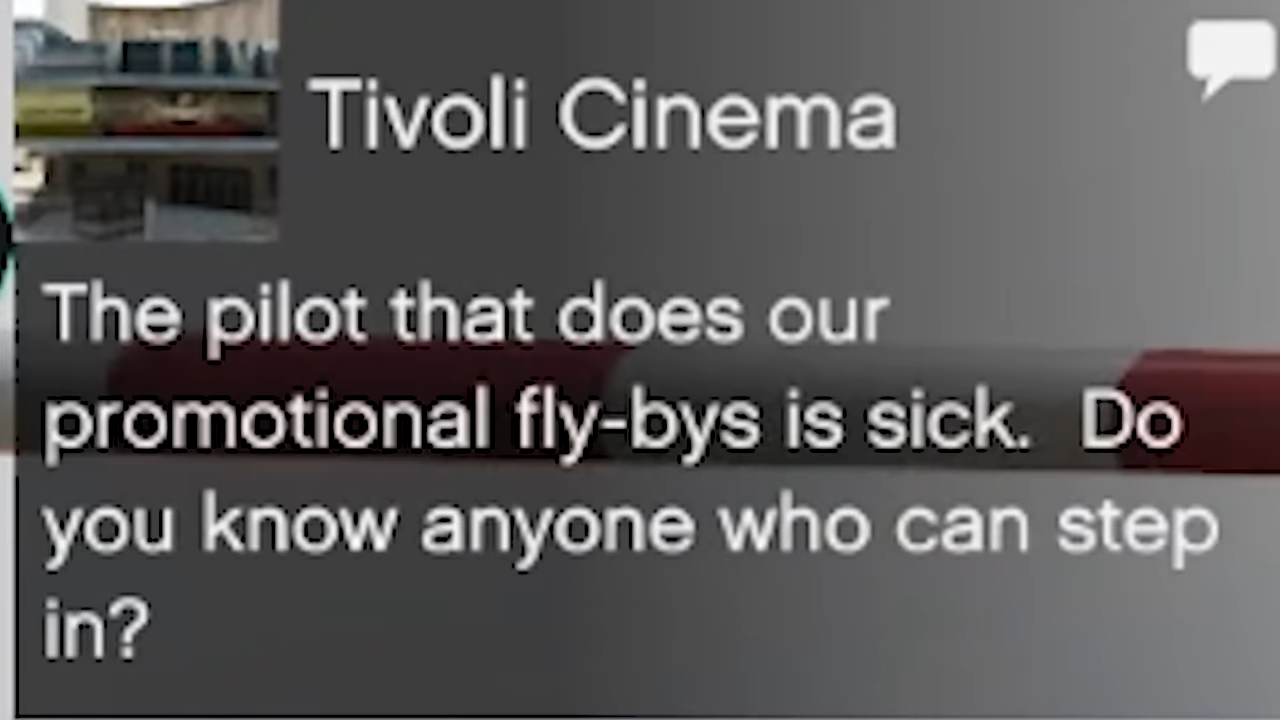 Tivoli Cinema
The pilot that does our
promotional fly-bys is sick.  Do
you know anyone who can step
in?